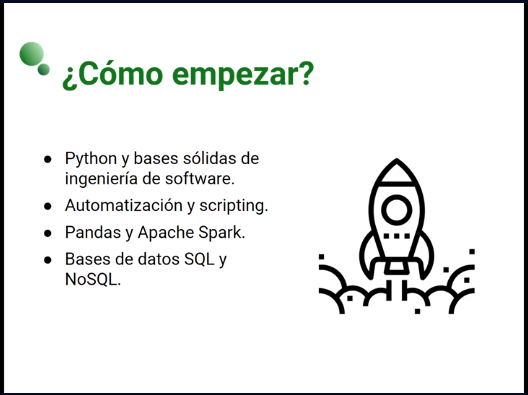 ¿Cómo empezar?
● Python y bases sólidas de
ingeniería de software.
● Automatización y scripting.
● Pandas y Apache Spark.
● Bases de datos SQL y
NoSQL.